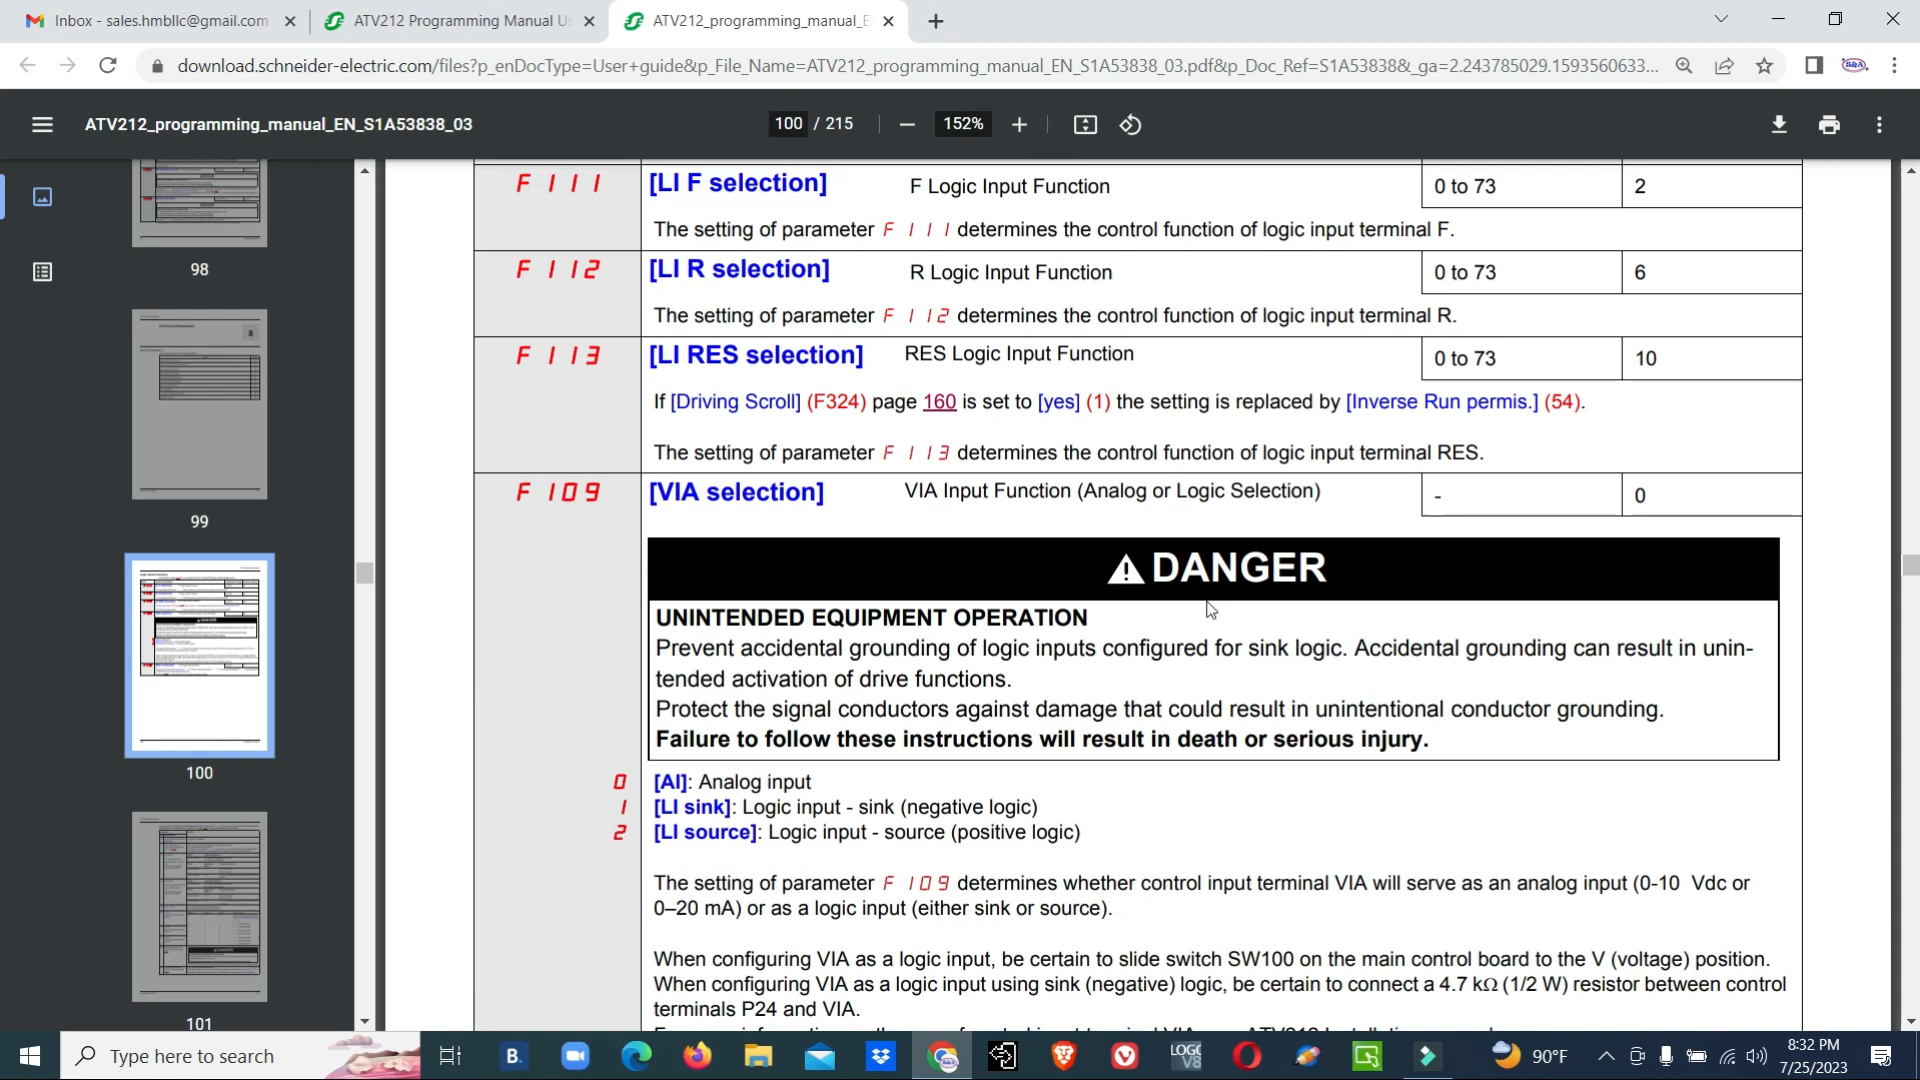 Inbox - sales.hmbllc@gmail.com
ATV212 Programming Manual Us
ATV212_programming_manual_E
download.schneider-electric.com/files?p_enDocType=User+guide&p_File_Name=ATV212_programming_manual_EN_S1A53838_03.pdf&p_Doc_Ref=S1A53838&_ga=2.243785029.1593560633...
ATV212_programming_manual_EN_S1A53838_03
100 / 215
152%
98
99
100
101
F 111 [LI F selection] F Logic Input Function 0 to 73 2
The setting of parameter F 111 determines the control function of logic input terminal F.
F 112 [LI R selection] R Logic Input Function 0 to 73 6
The setting of parameter F 112 determines the control function of logic input terminal R.
F 113 [LI RES selection] RES Logic Input Function 0 to 73 10
If [Driving Scroll] (F324) page 160 is set to [yes] (1) the setting is replaced by [Inverse Run permis.] (54).
The setting of parameter F 113 determines the control function of logic input terminal RES.
F 109 [VIA selection] VIA Input Function (Analog or Logic Selection) - 0
DANGER
UNINTENDED EQUIPMENT OPERATION
Prevent accidental grounding of logic inputs configured for sink logic. Accidental grounding can result in unin-
tended activation of drive functions.
Protect the signal conductors against damage that could result in unintentional conductor grounding.
Failure to follow these instructions will result in death or serious injury.
0 [AI]: Analog input
1 [LI sink]: Logic input - sink (negative logic)
2 [LI source]: Logic input - source (positive logic)
The setting of parameter F 109 determines whether control input terminal VIA will serve as an analog input (0-10 Vdc or
0–20 mA) or as a logic input (either sink or source).
When configuring VIA as a logic input, be certain to slide switch SW100 on the main control board to the V (voltage) position.
When configuring VIA as a logic input using sink (negative) logic, be certain to connect a 4.7 kΩ (1/2 W) resistor between control
terminals P24 and VIA.
Type here to search
B.
LOGO V8
90°F
8:32 PM
7/25/2023